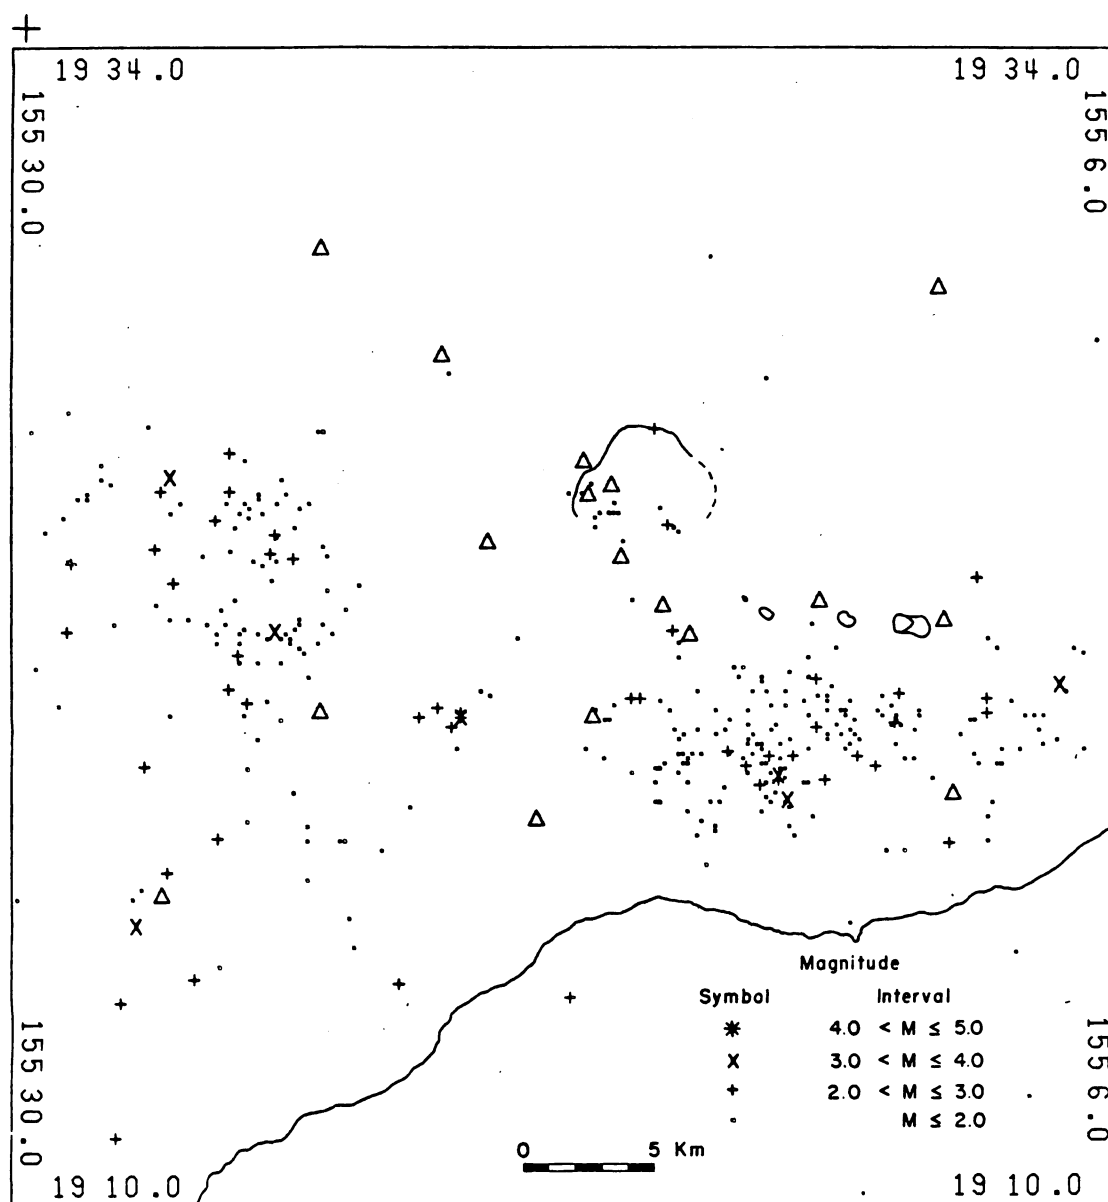 19 34.0
19 34.0
155 30.0
155 6.0
Magnitude
Symbol Interval
4.0 < M ≤ 5.0
3.0 < M ≤ 4.0
2.0 < M ≤ 3.0
M ≤ 2.0
155 30.0
155 6.0
0 5 Km
19 10.0
19 10.0